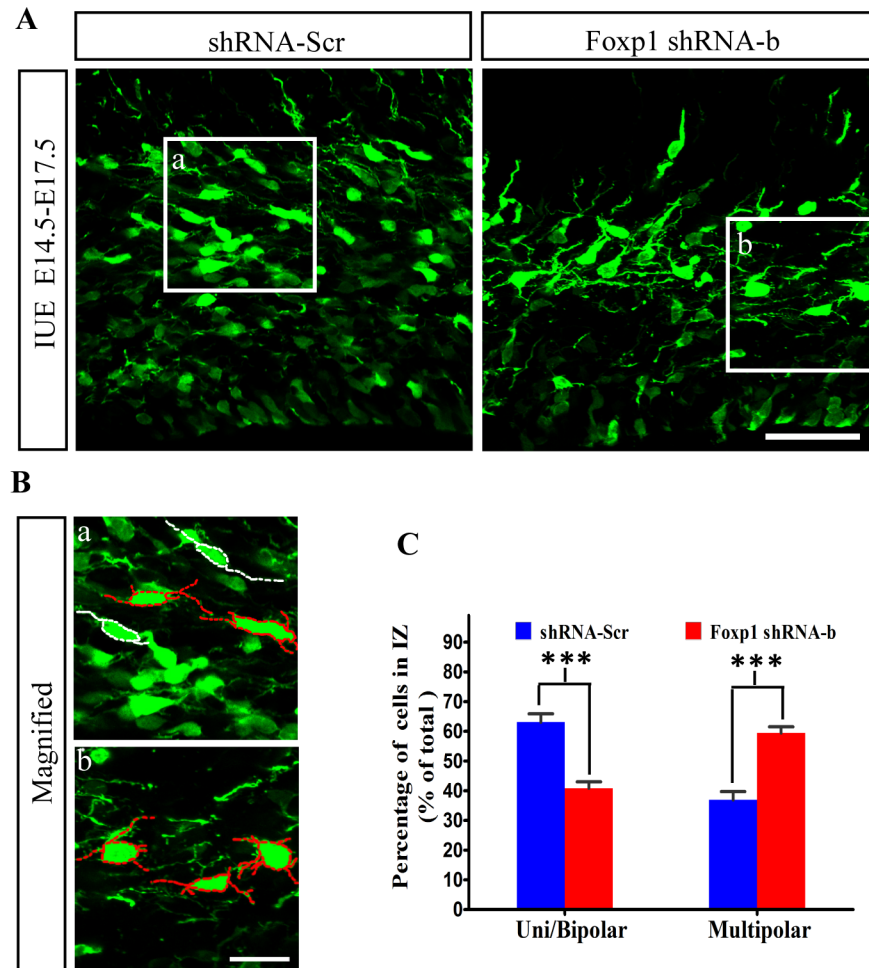 A
shRNA-Scr
Foxp1 shRNA-b
IUE E14.5-E17.5
a
b
B
Magnified
a
b
C
Percentage of cells in IZ
(% of total )
90
80
70
60
50
40
30
20
10
0
shRNA-Scr
Foxp1 shRNA-b
***
***
Uni/Bipolar
Multipolar